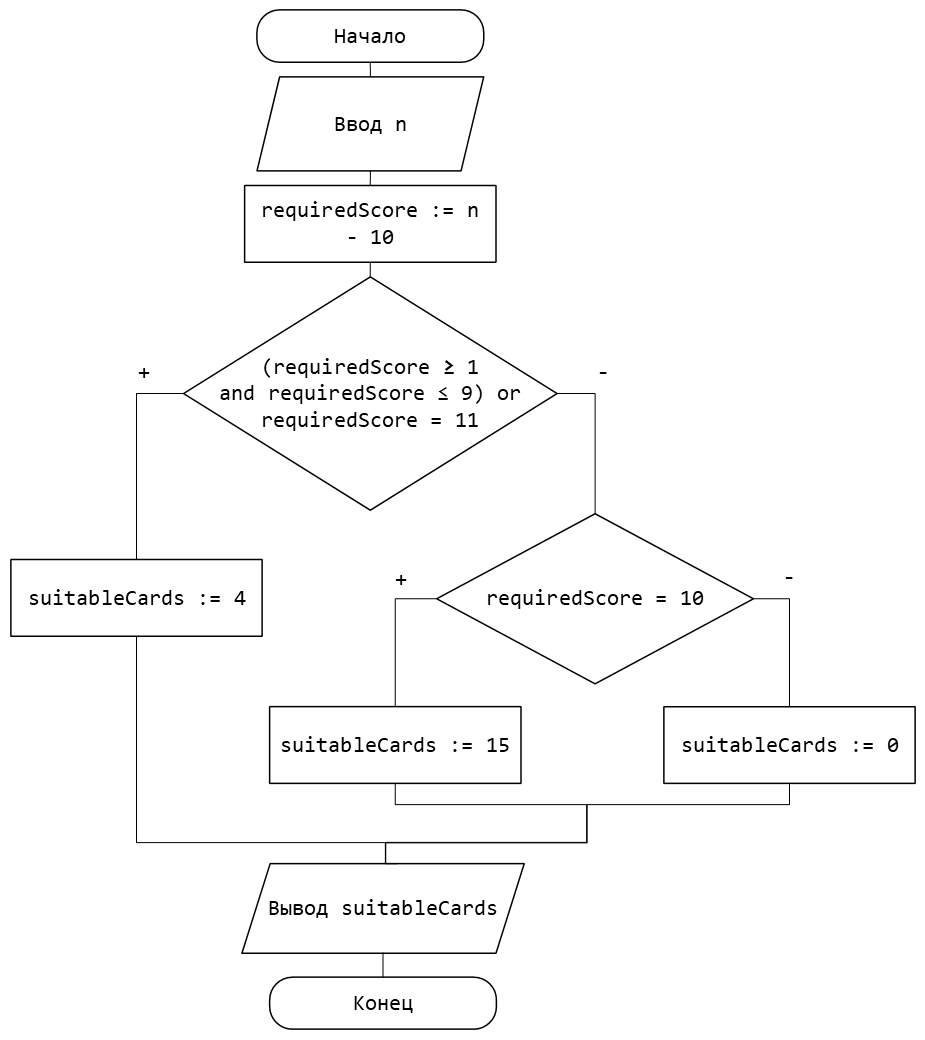 Начало
Ввод n
requiredScore := n
- 10
(requiredScore ≥ 1
and requiredScore ≤ 9) or
requiredScore = 11
+
-
suitableCards := 4
requiredScore = 10
+
-
suitableCards := 15
suitableCards := 0
Вывод suitableCards
Конец